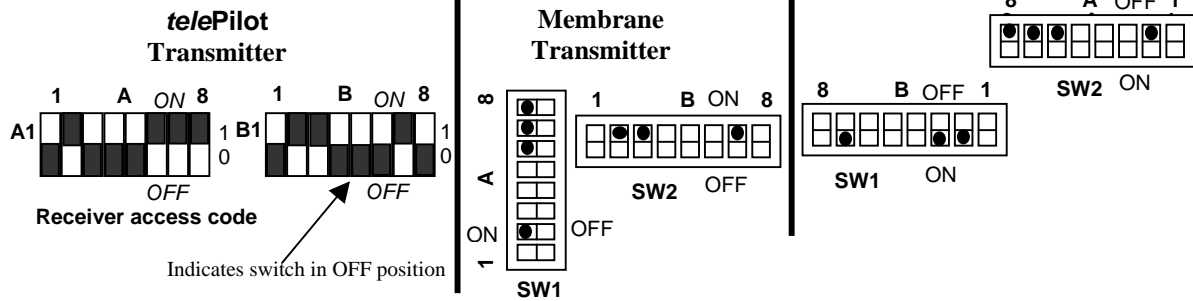 telePilot
Transmitter
1 A ON 8
A1
1
0
OFF
1 B ON 8
B1
1
0
OFF
Receiver access code
Indicates switch in OFF position
Membrane
Transmitter
8
A
ON
OFF
1
SW1
1 B ON 8
SW2 OFF
8 A OFF 1
SW2 ON
8 B OFF 1
SW1 ON